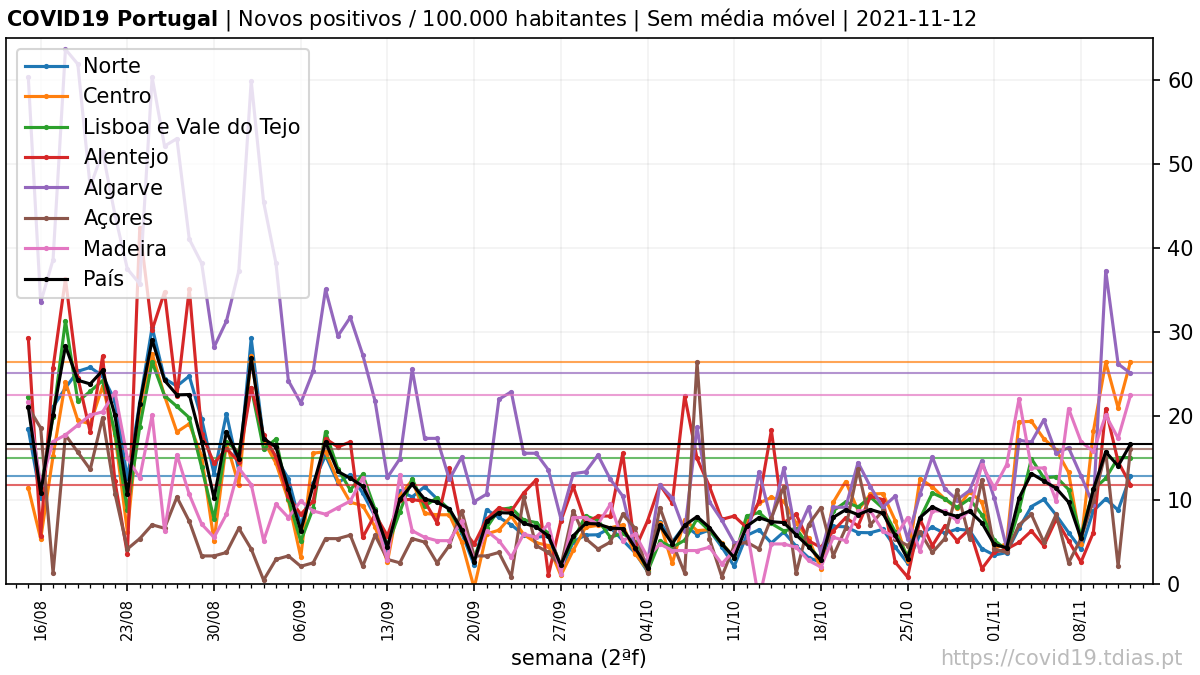 COVID19 Portugal | Novos positivos / 100.000 habitantes | Sem média móvel | 2021-11-12
Norte
Centro
Lisboa e Vale do Tejo
Alentejo
Algarve
Açores
Madeira
País
60
50
40
30
20
10
0
16/08 23/08 30/08 06/09 13/09 20/09 27/09 04/10 11/10 18/10 25/10 01/11 08/11
semana (2ªf)
https://covid19.tdias.pt